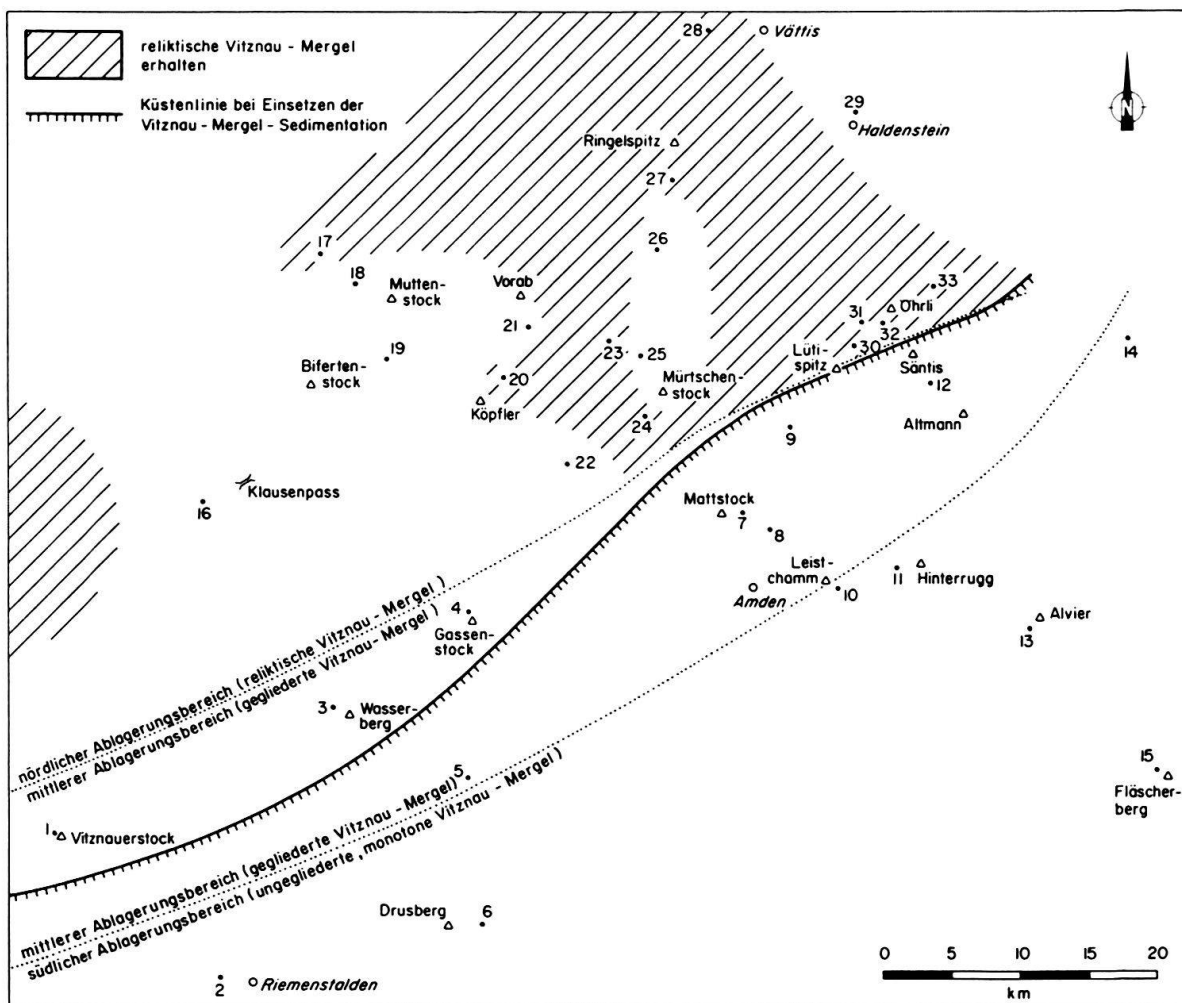 reliktische Vitznau - Mergel
erhalten
Küstenlinie bei Einsetzen der
Vitznau - Mergel - Sedimentation
28
Vättis
N
29
Haldenstein
Ringelspitz
27
17
26
18
Mutten-
stock
Vorab
33
Öhrli
21
31
32
19
23
25
30
Biferten-
stock
20
Köpfler
Mürtschen-
stock
Lüti-
spitz
Säntis
14
12
Altmann
24
9
22
Klausenpass
16
Mattstock
7
8
Leist-
chamm
11
Hinterrugg
Amden
10
4
Gassen-
stock
Alvier
13
nördlicher Ablagerungsbereich (reliktische Vitznau - Mergel)
mittlerer Ablagerungsbereich (gegliederte Vitznau - Mergel)
3
Wasser-
berg
5
15
Fläscher-
berg
1
Vitznauerstock
mittlerer Ablagerungsbereich (gegliederte Vitznau - Mergel)
südlicher Ablagerungsbereich (ungegliederte, monotone Vitznau - Mergel)
Drusberg
6
2
Riemenstalden
0 5 10 15 20
km